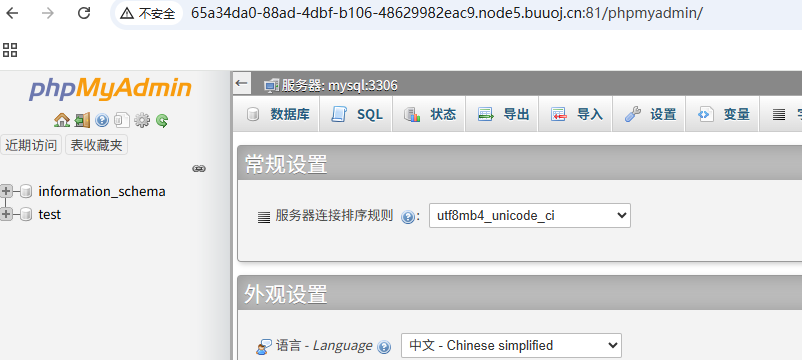 不安全 65a34da0-88ad-4dbf-b106-48629982eac9.node5.buuoj.cn:81/phpmyadmin/
phpMyAdmin
近期访问 表收藏夹
information_schema
test
服务器: mysql:3306
数据库 SQL 状态 导出 导入 设置 变量
常规设置
服务器连接排序规则 : utf8mb4_unicode_ci
外观设置
语言 - Language 中文 - Chinese simplified